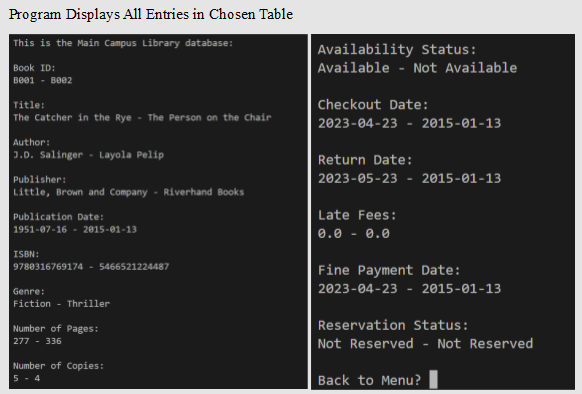 Program Displays All Entries in Chosen Table
This is the Main Campus Library database:
Book ID:
B001 - B002
Title:
The Catcher in the Rye - The Person on the Chair
Author:
J.D. Salinger - Layola Pelip
Publisher:
Little, Brown and Company - Riverhand Books
Publication Date:
1951-07-16 - 2015-01-13
ISBN:
9780316769174 - 5466521224487
Genre:
Fiction - Thriller
Number of Pages:
277 - 336
Number of Copies:
5 - 4
Availability Status:
Available - Not Available
Checkout Date:
2023-04-23 - 2015-01-13
Return Date:
2023-05-23 - 2015-01-13
Late Fees:
0.0 - 0.0
Fine Payment Date:
2023-04-23 - 2015-01-13
Reservation Status:
Not Reserved - Not Reserved
Back to Menu?